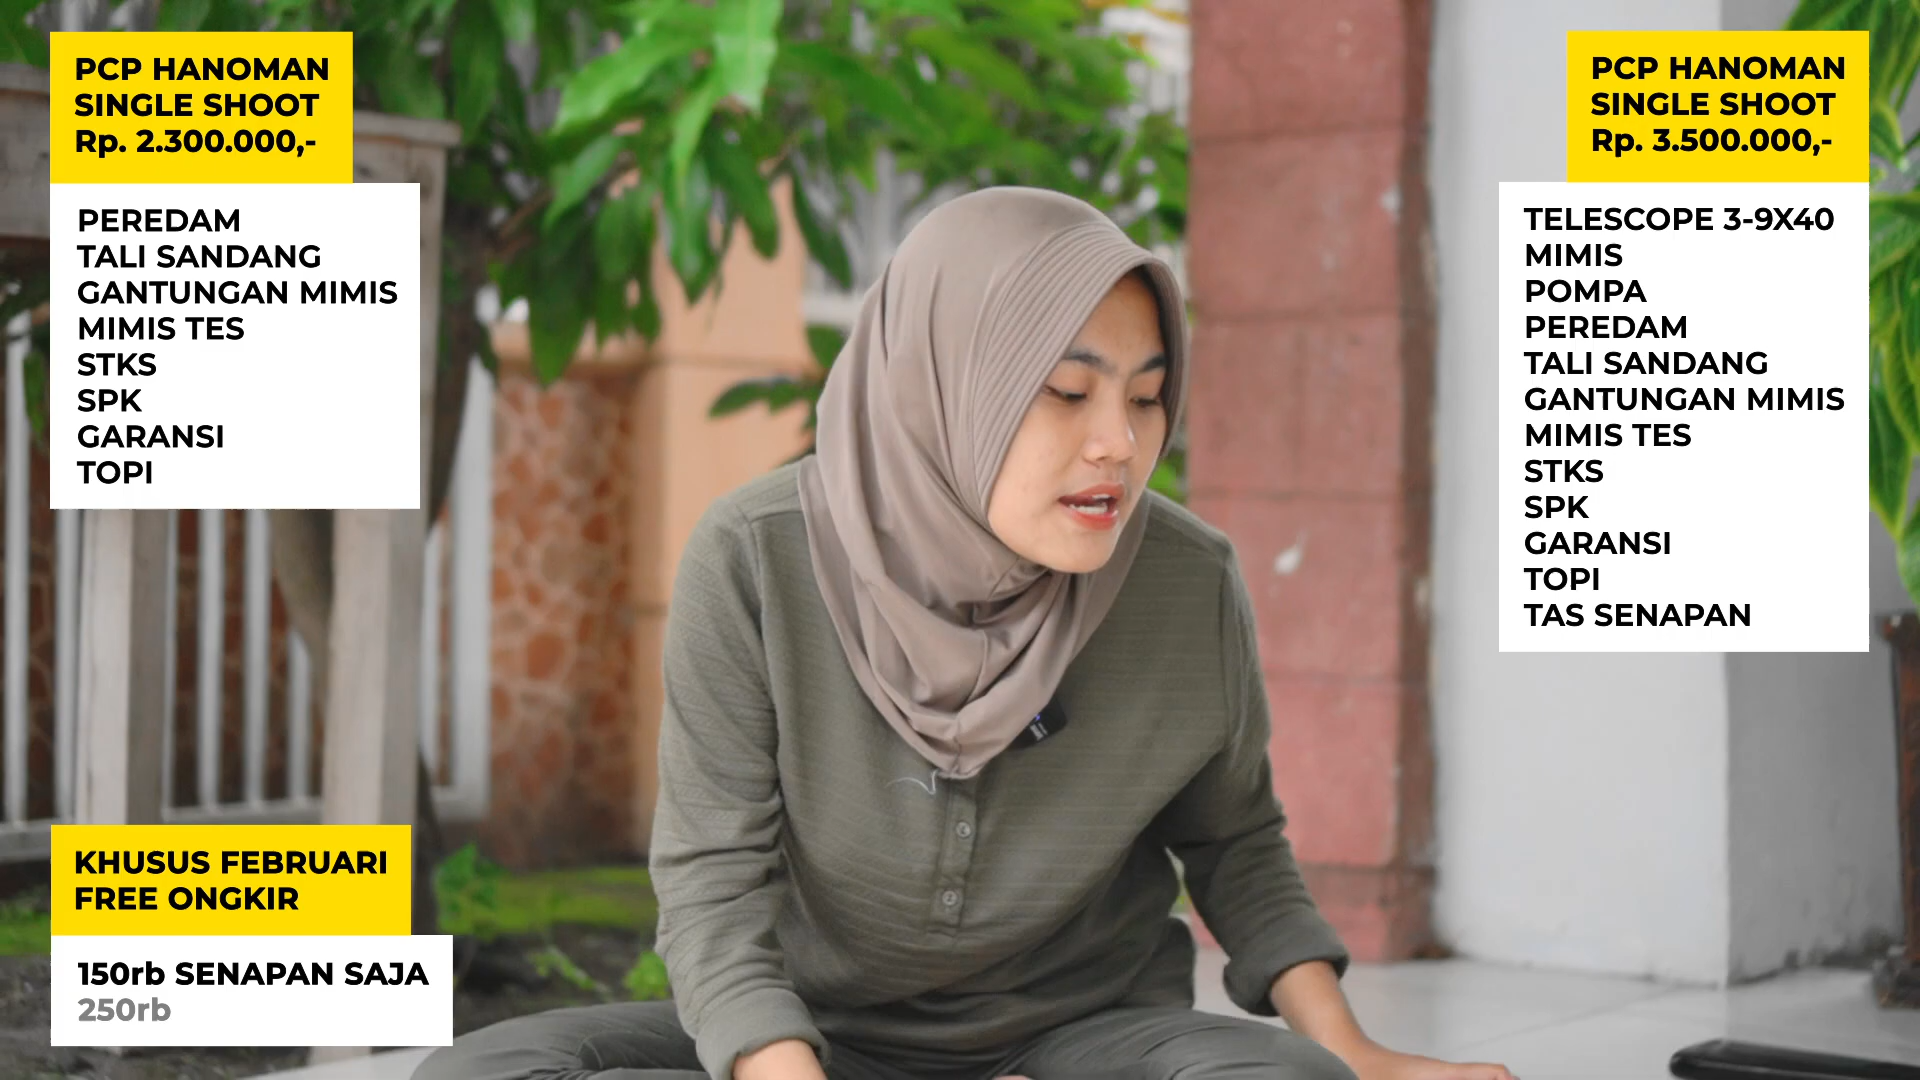 PCP HANOMAN
SINGLE SHOOT
Rp. 2.300.000,-
PEREDAM
TALI SANDANG
GANTUNGAN MIMIS
MIMIS TES
STKS
SPK
GARANSI
TOPI
KHUSUS FEBRUARI
FREE ONGKIR
150rb SENAPAN SAJA
250rb
PCP HANOMAN
SINGLE SHOOT
Rp. 3.500.000,-
TELESCOPE 3-9X40
MIMIS
POMPA
PEREDAM
TALI SANDANG
GANTUNGAN MIMIS
MIMIS TES
STKS
SPK
GARANSI
TOPI
TAS SENAPAN